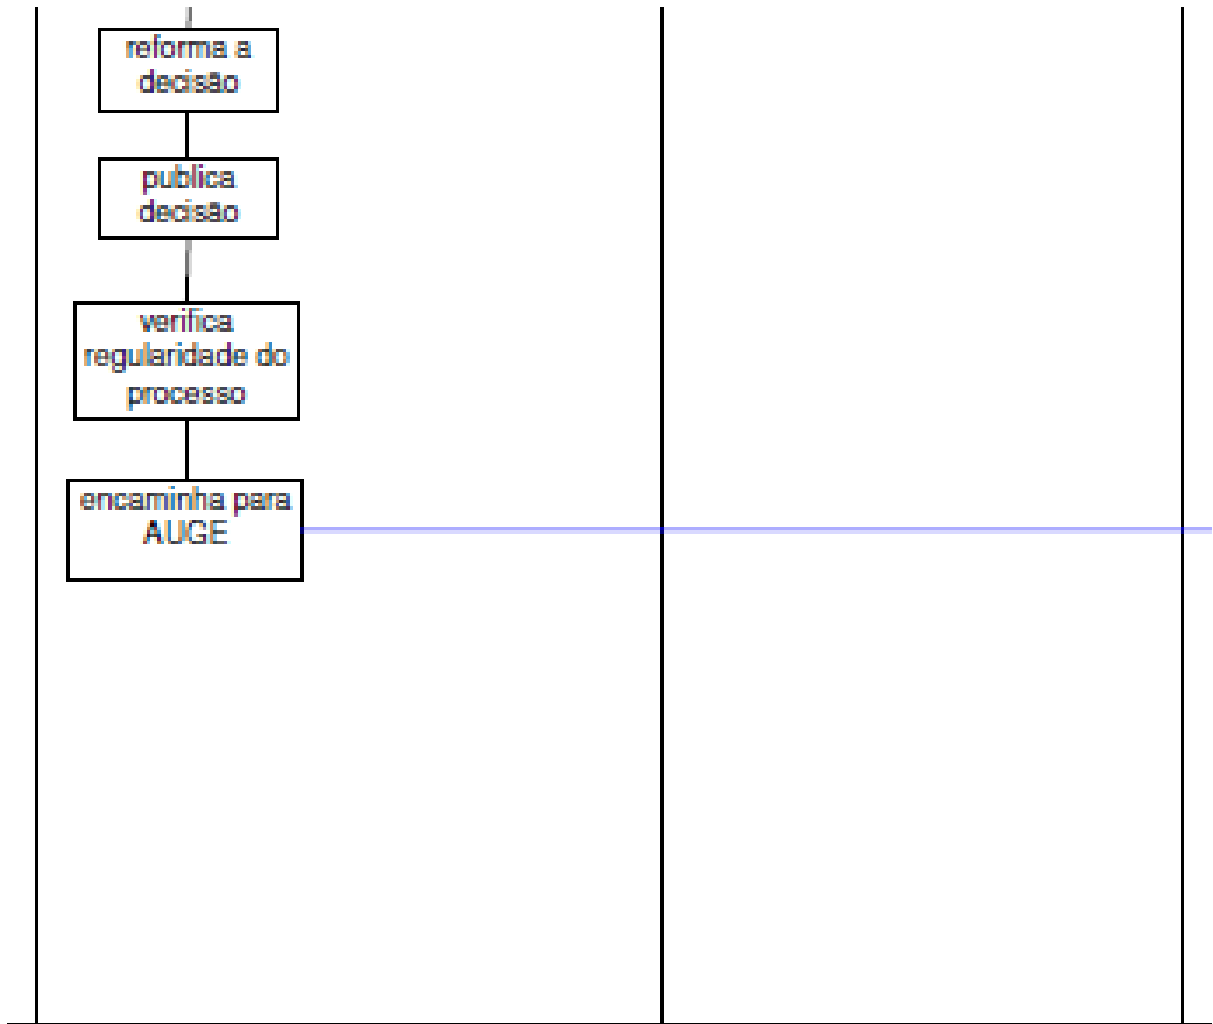 reforma a
decisão
publica
decisão
verifica
regularidade do
processo
encaminha para
AUGE